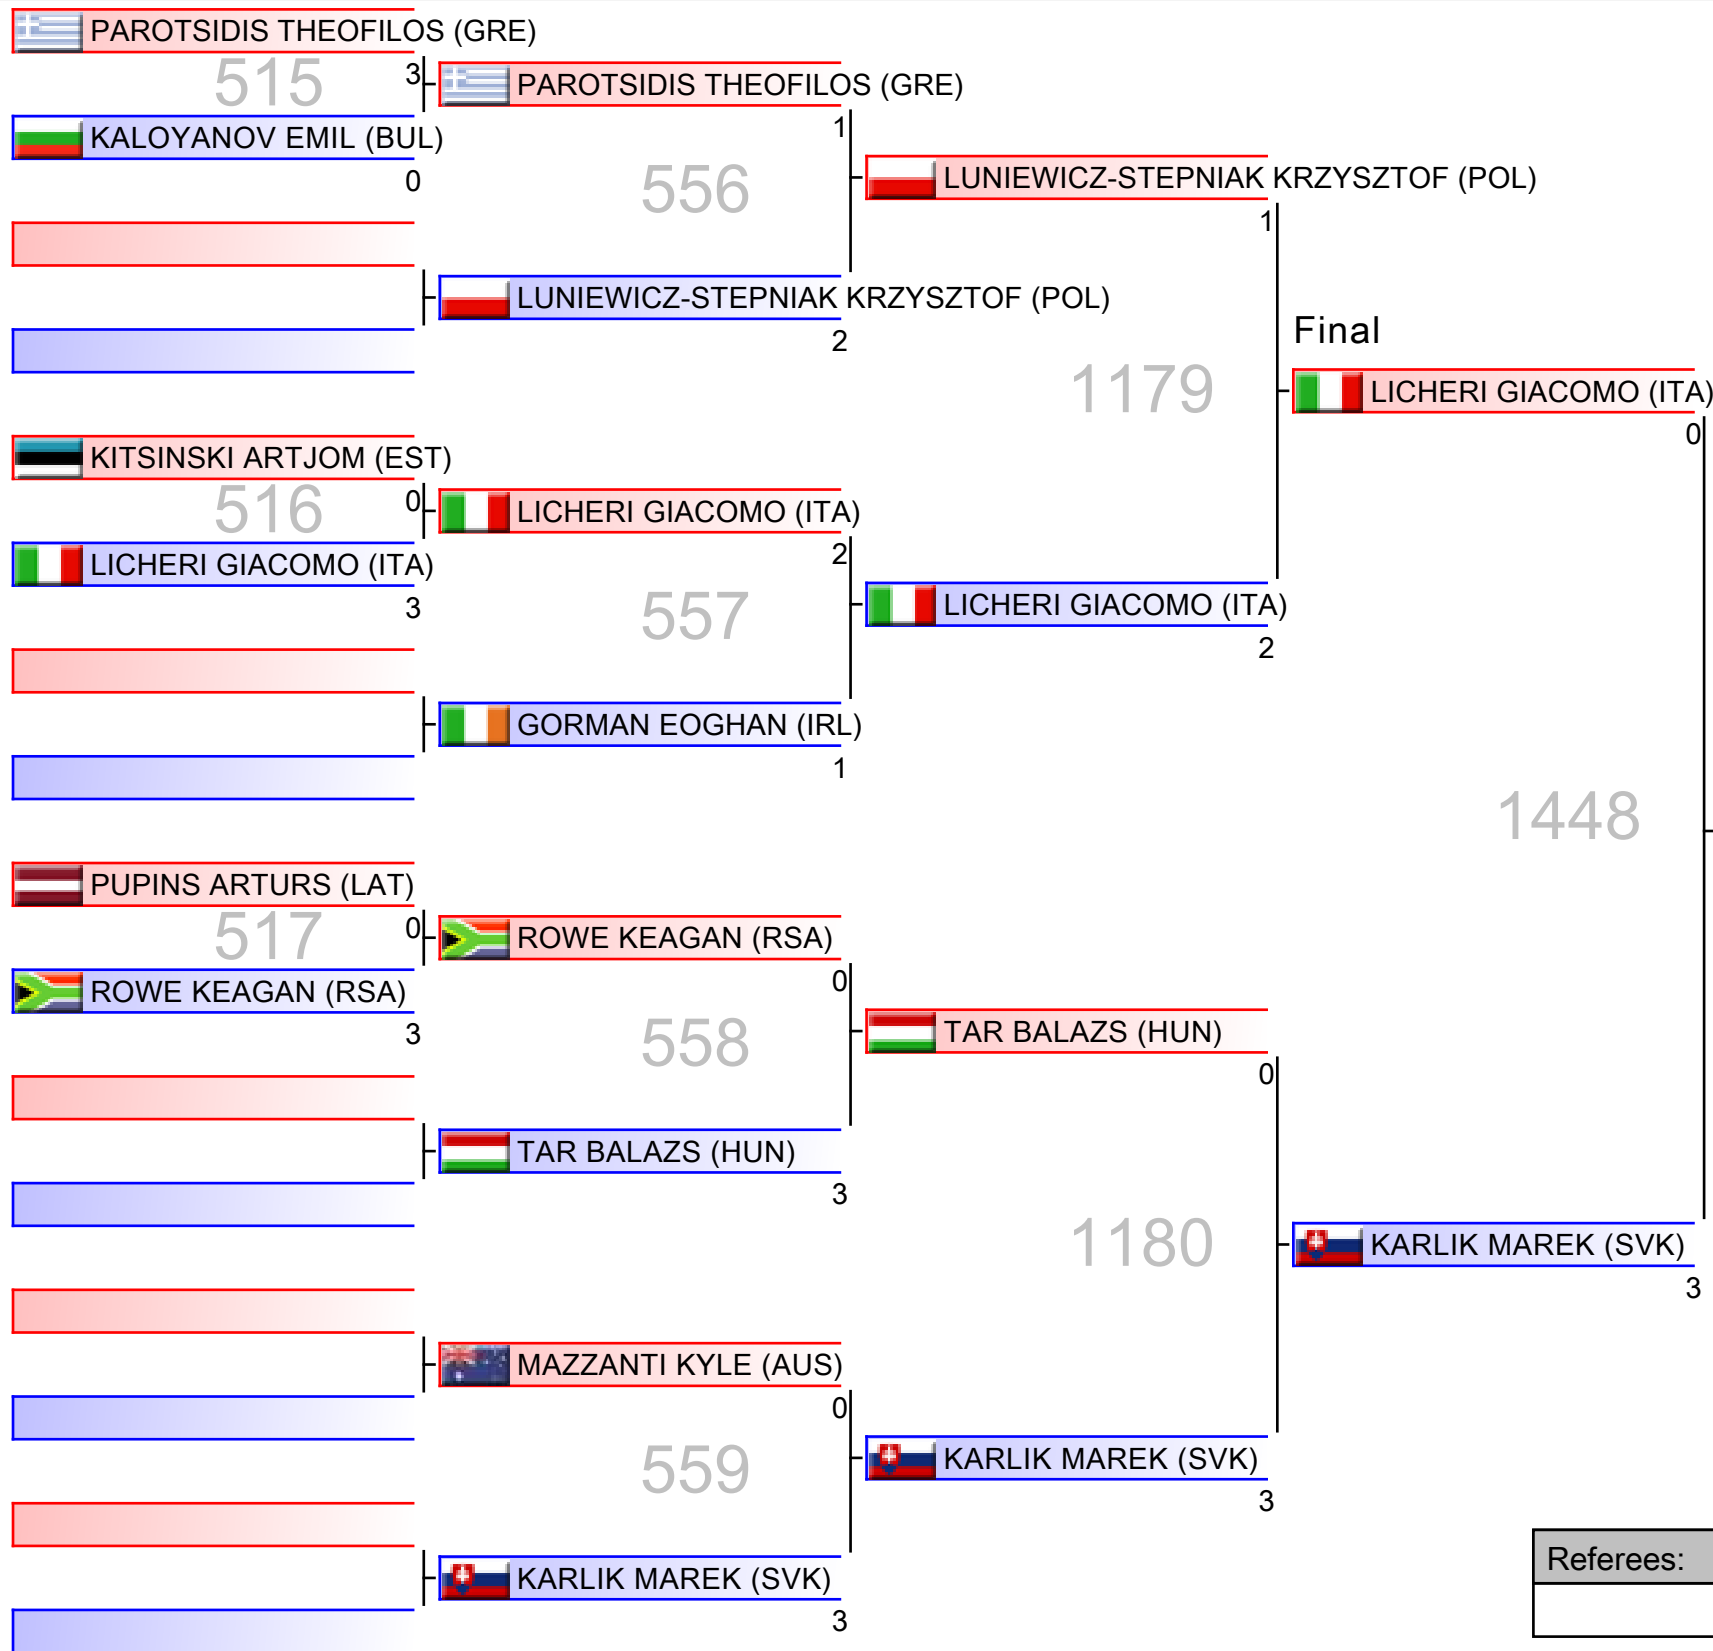 PAROTSIDIS THEOFILOS (GRE)
515
3
KALOYANOV EMIL (BUL)
0
PAROTSIDIS THEOFILOS (GRE)
1
556
LUNIEWICZ-STEPNIAK KRZYSZTOF (POL)
2
LUNIEWICZ-STEPNIAK KRZYSZTOF (POL)
1
1179
Final
LICHERI GIACOMO (ITA)
0
KITSINSKI ARTJOM (EST)
516
0
LICHERI GIACOMO (ITA)
3
LICHERI GIACOMO (ITA)
2
557
GORMAN EOGHAN (IRL)
1
LICHERI GIACOMO (ITA)
2
1448
PUPINS ARTURS (LAT)
517
0
ROWE KEAGAN (RSA)
3
ROWE KEAGAN (RSA)
0
558
TAR BALAZS (HUN)
3
TAR BALAZS (HUN)
0
1180
KARLIK MAREK (SVK)
3
MAZZANTI KYLE (AUS)
0
559
KARLIK MAREK (SVK)
3
KARLIK MAREK (SVK)
3
Referees: